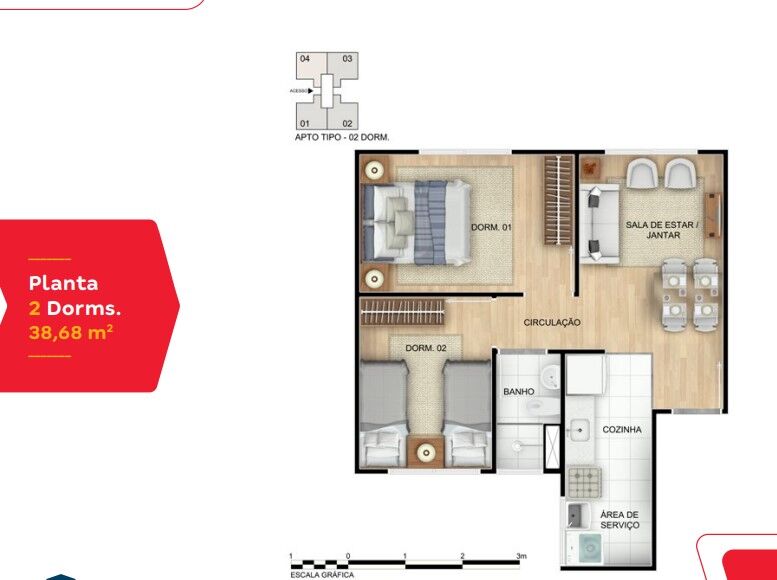 04 03
ACESSO
01 02
APTO TIPO - 02 DORM.
Planta
2 Dorms.
38,68 m²
DORM. 01
SALA DE ESTAR /
JANTAR
CIRCULAÇÃO
DORM. 02
BANHO
COZINHA
ÁREA DE
SERVIÇO
1 0 1 2 3m
ESCALA GRÁFICA